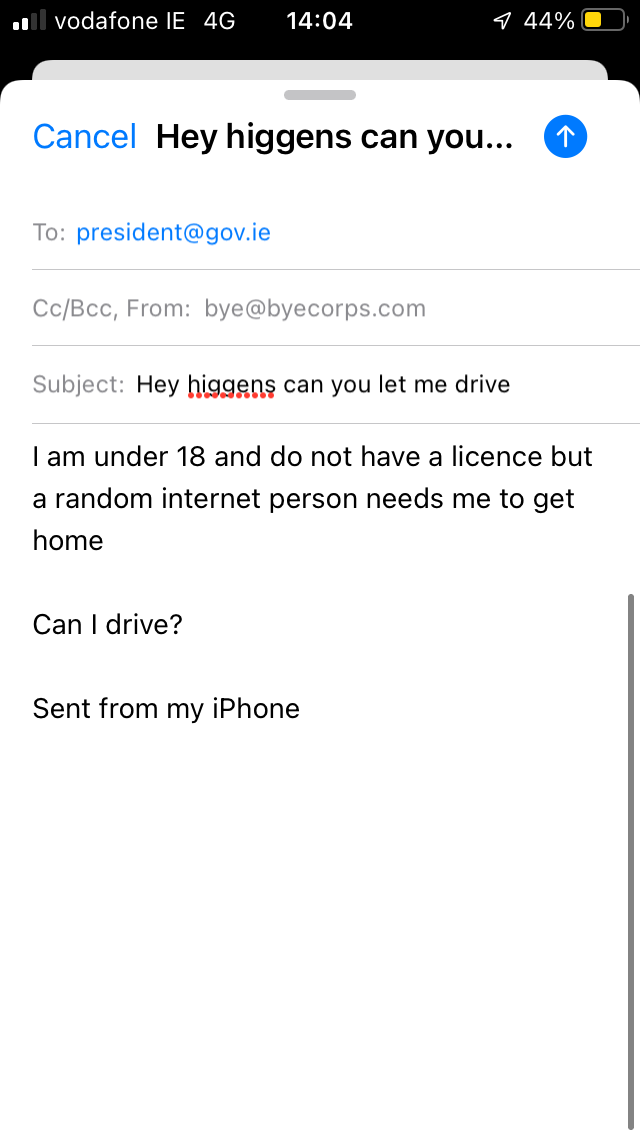 vodafone IE 4G 14:04 44%
Cancel Hey higgens can you...
To: president@gov.ie
Cc/Bcc, From: bye@byecorps.com
Subject: Hey higgens can you let me drive
I am under 18 and do not have a licence but
a random internet person needs me to get
home
Can I drive?
Sent from my iPhone